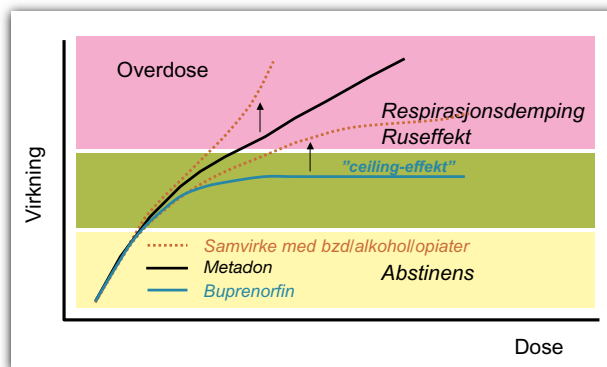 Overdose
Respirasjonsdemping
Ruseffekt
"ceiling-effekt"
Virkning
Samvirke med bzd/alkohol/opiater
Metadon
Abstinens
Buprenorfin
Dose